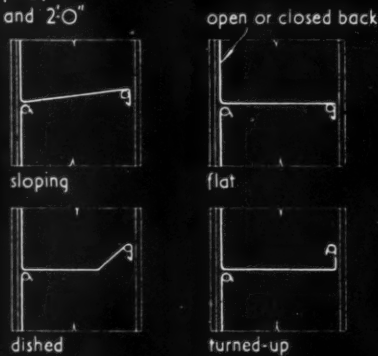 and 2'·0"
open or closed back
sloping
flat
dished
turned-up